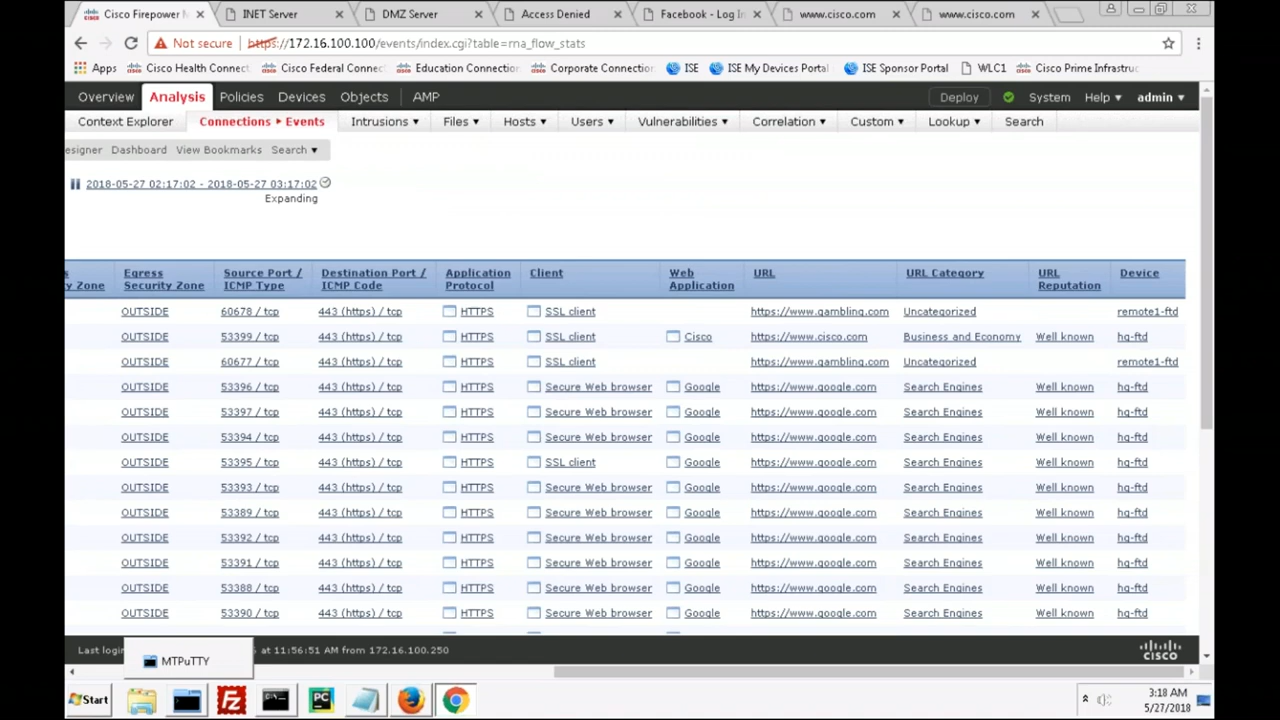 Cisco Firepower M
INET Server
DMZ Server
Access Denied
Facebook - Log In
www.cisco.com
www.cisco.com
Not secure
https://172.16.100.100/events/index.cgi?table=rna_flow_stats
Apps
Cisco Health Connect
Cisco Federal Connec
Education Connection
Corporate Connection
ISE
ISE My Devices Portal
ISE Sponsor Portal
WLC1
Cisco Prime Infrastruc
Overview Analysis Policies Devices Objects AMP
Deploy System Help admin
Context Explorer Connections ▸ Events Intrusions Files Hosts Users Vulnerabilities Correlation Custom Lookup Search
esigner Dashboard View Bookmarks Search
2018-05-27 02:17:02 - 2018-05-27 03:17:02
Expanding
s
y Zone
Egress
Security Zone
Source Port /
ICMP Type
Destination Port /
ICMP Code
Application
Protocol
Client
Web
Application
URL
URL Category
URL
Reputation
Device
OUTSIDE 60678 / tcp 443 (https) / tcp HTTPS SSL client https://www.gambling.com Uncategorized remote1-ftd
OUTSIDE 53399 / tcp 443 (https) / tcp HTTPS SSL client Cisco https://www.cisco.com Business and Economy Well known hq-ftd
OUTSIDE 60677 / tcp 443 (https) / tcp HTTPS SSL client https://www.gambling.com Uncategorized remote1-ftd
OUTSIDE 53396 / tcp 443 (https) / tcp HTTPS Secure Web browser Google https://www.google.com Search Engines Well known hq-ftd
OUTSIDE 53397 / tcp 443 (https) / tcp HTTPS Secure Web browser Google https://www.google.com Search Engines Well known hq-ftd
OUTSIDE 53394 / tcp 443 (https) / tcp HTTPS Secure Web browser Google https://www.google.com Search Engines Well known hq-ftd
OUTSIDE 53395 / tcp 443 (https) / tcp HTTPS SSL client Google https://www.google.com Search Engines Well known hq-ftd
OUTSIDE 53393 / tcp 443 (https) / tcp HTTPS Secure Web browser Google https://www.google.com Search Engines Well known hq-ftd
OUTSIDE 53389 / tcp 443 (https) / tcp HTTPS Secure Web browser Google https://www.google.com Search Engines Well known hq-ftd
OUTSIDE 53392 / tcp 443 (https) / tcp HTTPS Secure Web browser Google https://www.google.com Search Engines Well known hq-ftd
OUTSIDE 53391 / tcp 443 (https) / tcp HTTPS Secure Web browser Google https://www.google.com Search Engines Well known hq-ftd
OUTSIDE 53388 / tcp 443 (https) / tcp HTTPS Secure Web browser Google https://www.google.com Search Engines Well known hq-ftd
OUTSIDE 53390 / tcp 443 (https) / tcp HTTPS Secure Web browser Google https://www.google.com Search Engines Well known hq-ftd
Last login
at 11:56:51 AM from 172.16.100.250
CISCO
MTPuTTY
Start
FZ
PC
3:18 AM
5/27/2018